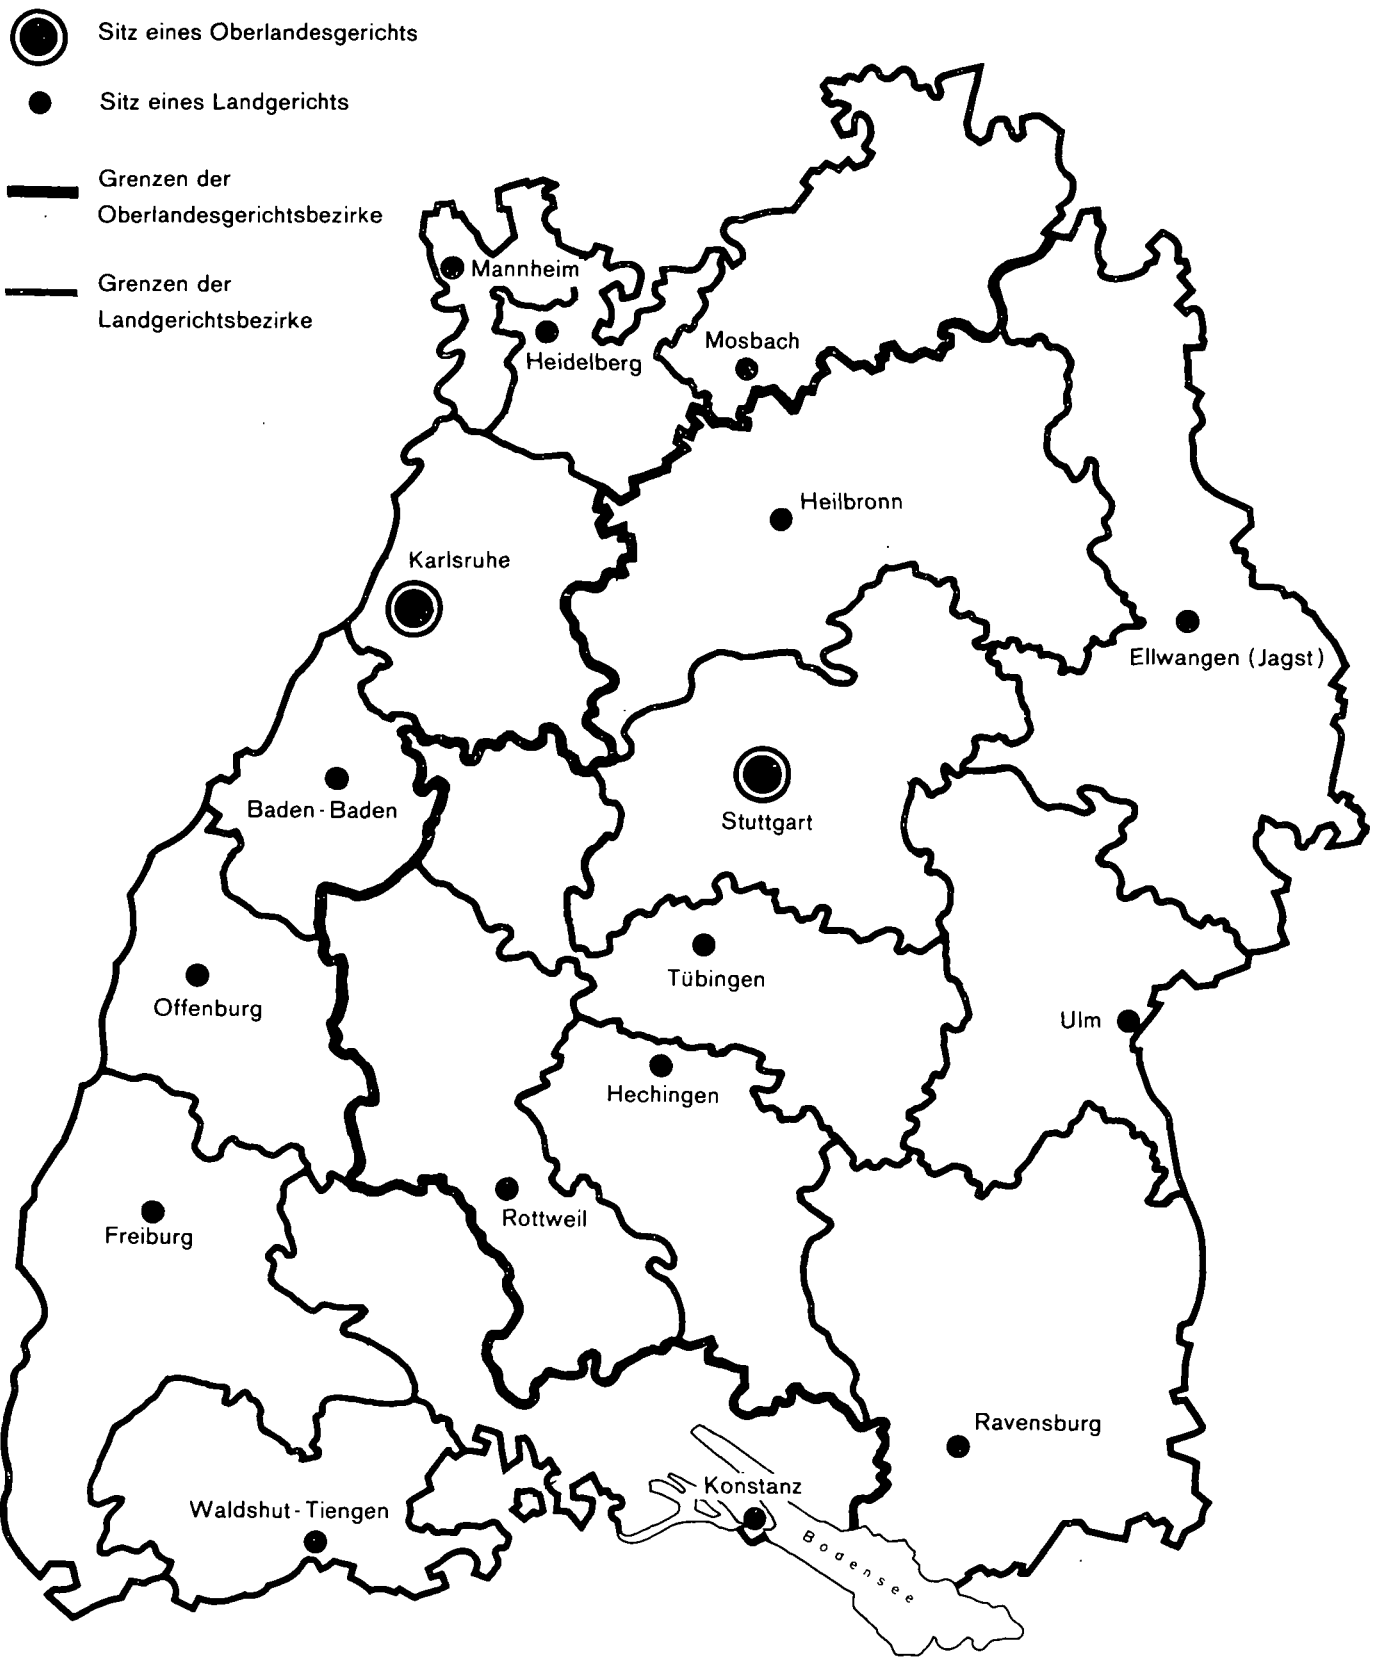 Sitz eines Oberlandesgerichts
Sitz eines Landgerichts
Grenzen der
Oberlandesgerichtsbezirke
Grenzen der
Landgerichtsbezirke
Mannheim
Heidelberg
Mosbach
Heilbronn
Karlsruhe
Ellwangen (Jagst)
Baden-Baden
Stuttgart
Tübingen
Offenburg
Ulm
Hechingen
Rottweil
Freiburg
Ravensburg
Konstanz
Waldshut-Tiengen
Bodensee